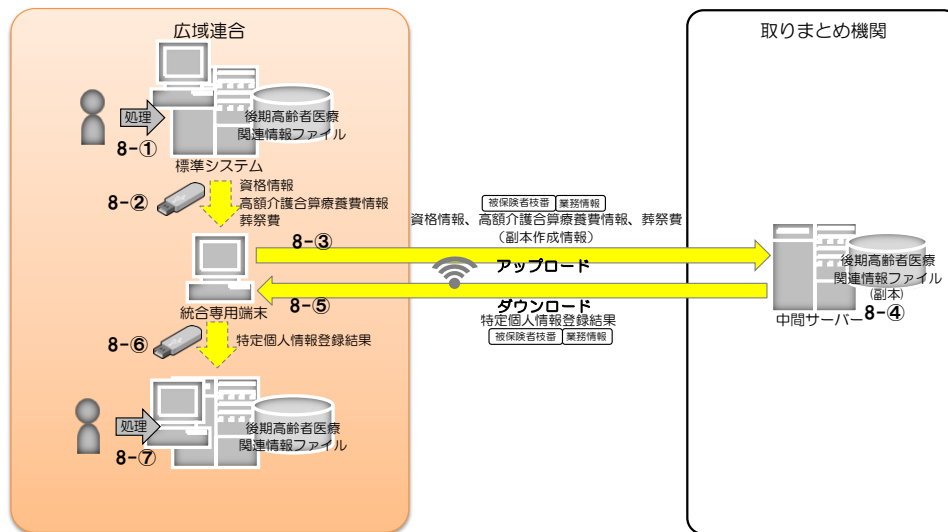 広域連合
取りまとめ機関
処理
後期高齢者医療
関連情報ファイル
8-①
標準システム
8-②
資格情報
高額介護合算療養費情報
葬祭費
被保険者枝番 業務情報
資格情報、高額介護合算療養費情報、葬祭費
（副本作成情報）
8-③
アップロード
後期高齢者医療
関連情報ファイル
(副本)
中間サーバー
8-④
統合専用端末
8-⑤
ダウンロード
特定個人情報登録結果
被保険者枝番 業務情報
8-⑥
特定個人情報登録結果
処理
後期高齢者医療
関連情報ファイル
8-⑦